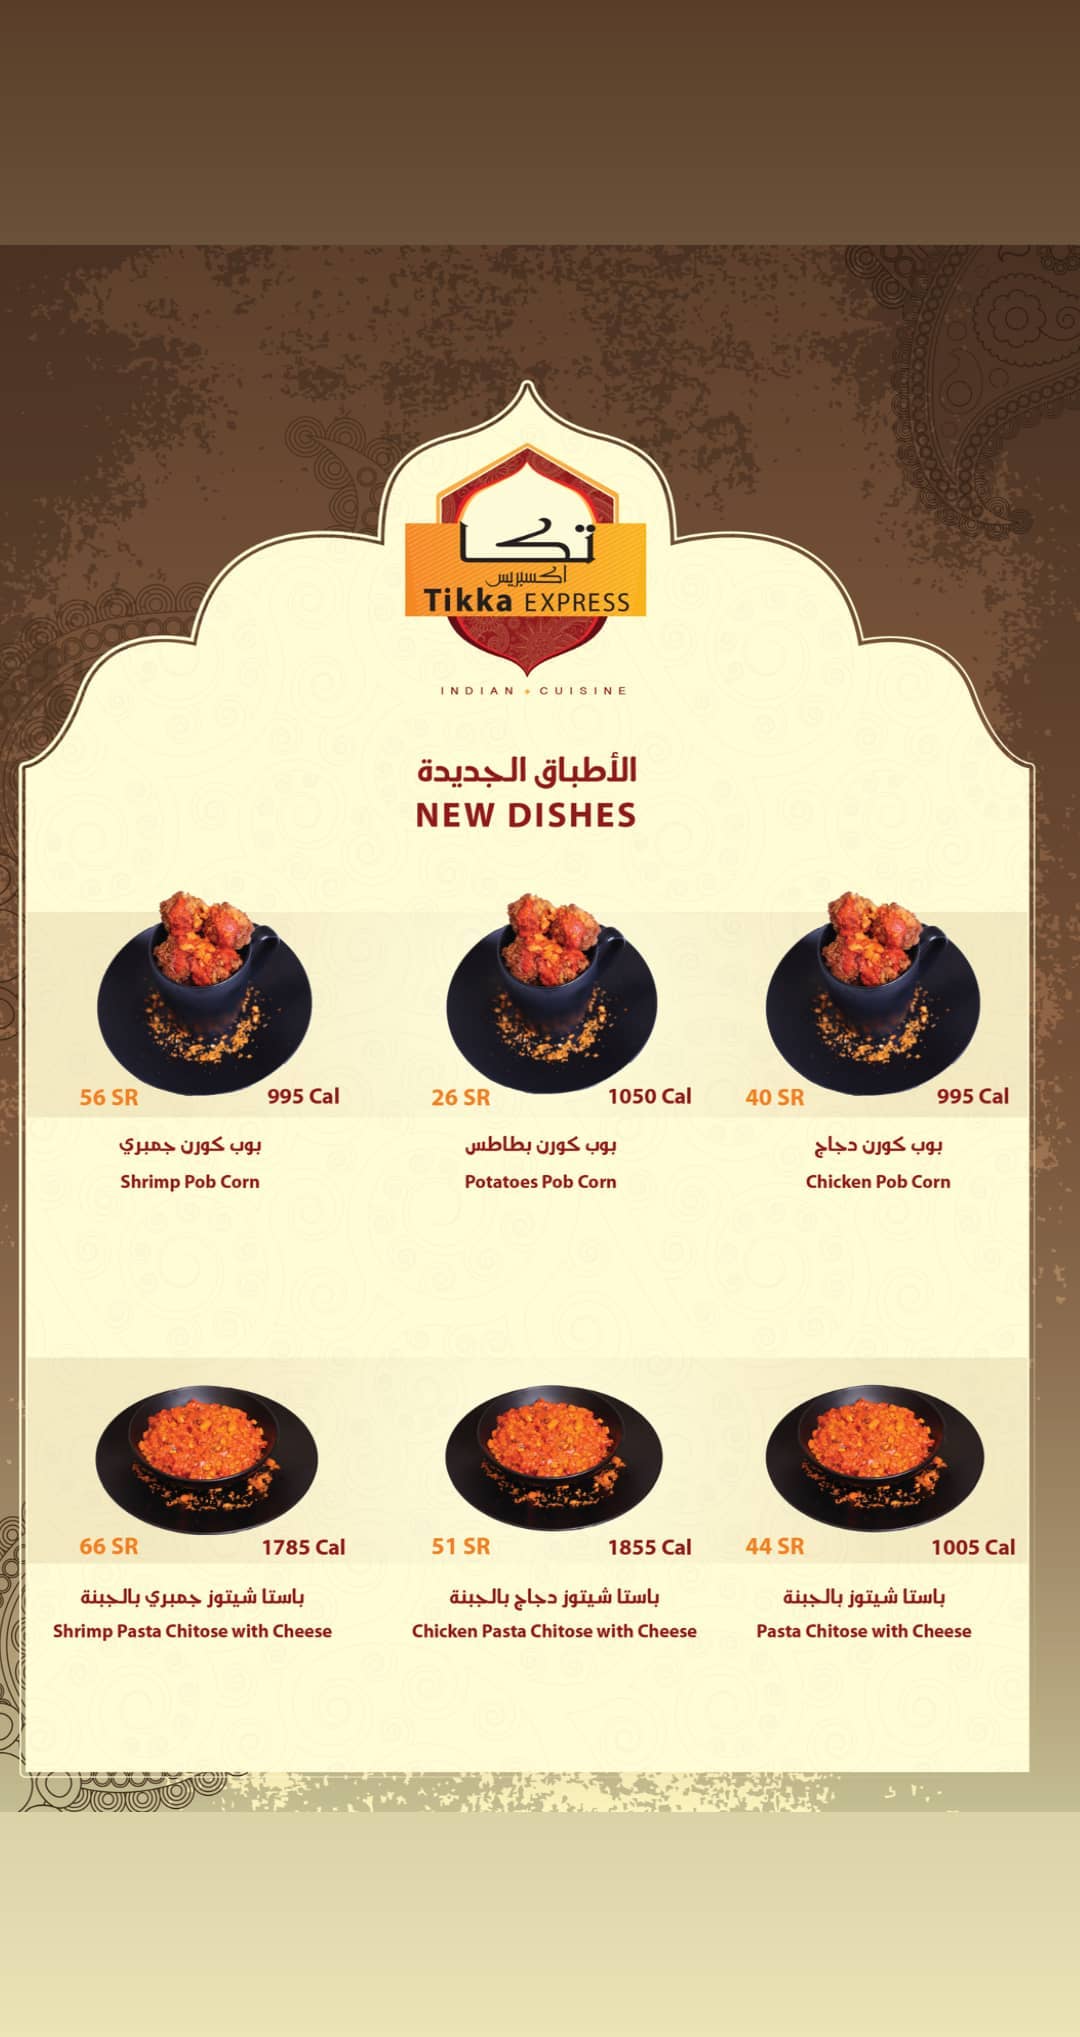 تكا
اكسبريس
Tikka EXPRESS
INDIAN • CUISINE
الأطباق الجديدة
NEW DISHES
56 SR 995 Cal
بوب كورن جمبري
Shrimp Pob Corn
26 SR 1050 Cal
بوب كورن بطاطس
Potatoes Pob Corn
40 SR 995 Cal
بوب كورن دجاج
Chicken Pob Corn
66 SR 1785 Cal
باستا شيتوز جمبري بالجبنة
Shrimp Pasta Chitose with Cheese
51 SR 1855 Cal
باستا شيتوز دجاج بالجبنة
Chicken Pasta Chitose with Cheese
44 SR 1005 Cal
باستا شيتوز بالجبنة
Pasta Chitose with Cheese